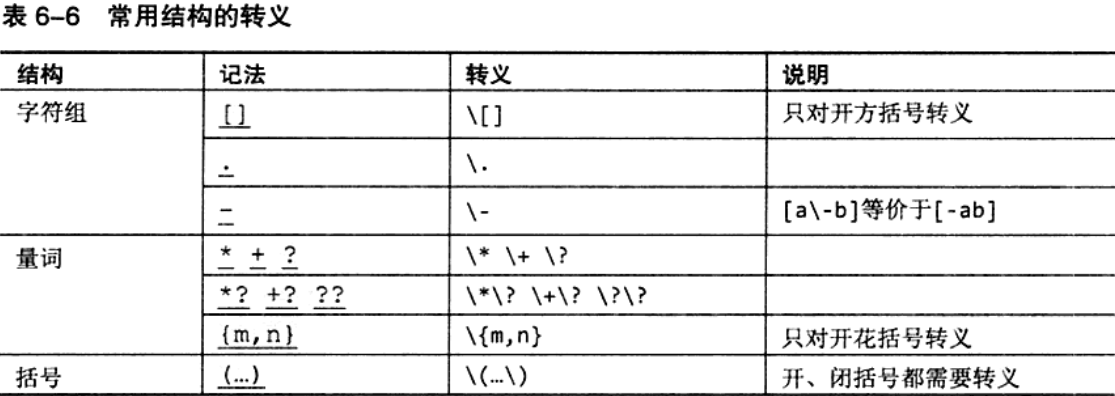 表 6-6 常用结构的转义
结构 记法 转义 说明
字符组 [] \[] 只对开方括号转义
. \.
- \- [a\-b]等价于[-ab]
量词 * + ? \* \+ \?
*? +? ?? \*\? \+\? \?\?
{m,n} \{m,n} 只对开花括号转义
括号 (…) \(…\) 开、闭括号都需要转义